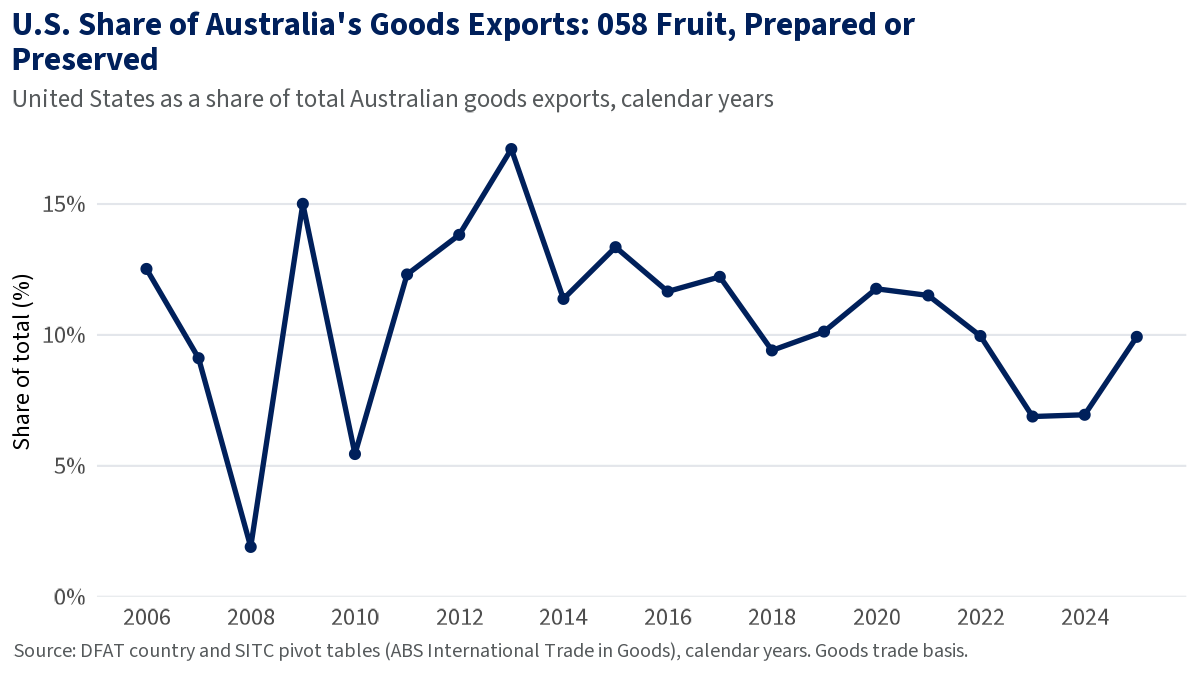 U.S. Share of Australia's Goods Exports: 058 Fruit, Prepared or
Preserved
United States as a share of total Australian goods exports, calendar years
Share of total (%)
15%
10%
5%
0%
2006 2008 2010 2012 2014 2016 2018 2020 2022 2024
Source: DFAT country and SITC pivot tables (ABS International Trade in Goods), calendar years. Goods trade basis.